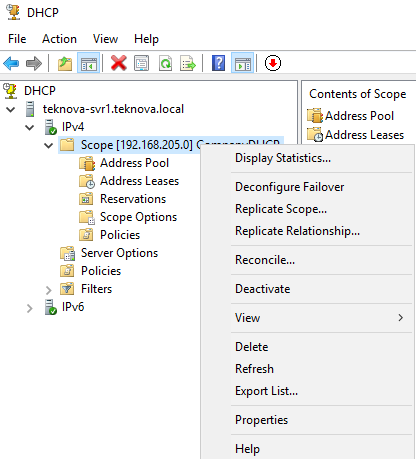 DHCP
File Action View Help
DHCP
Contents of Scope
teknova-svr1.teknova.local
IPv4
Address Pool
Scope [192.168.205.0] CompanyDHCP
Address Leases
Address Pool
Address Leases
Reservations
Scope Options
Policies
Server Options
Policies
Filters
IPv6
Display Statistics...
Deconfigure Failover
Replicate Scope...
Replicate Relationship...
Reconcile...
Deactivate
View
Delete
Refresh
Export List...
Properties
Help